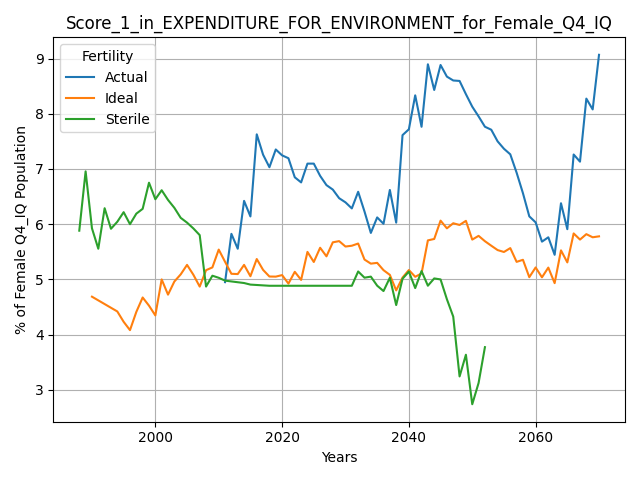 Score_1_in_EXPENDITURE_FOR_ENVIRONMENT_for_Female_Q4_IQ
Fertility
Actual
Ideal
Sterile
% of Female Q4_IQ Population
9
8
7
6
5
4
3
2000 2020 2040 2060
Years